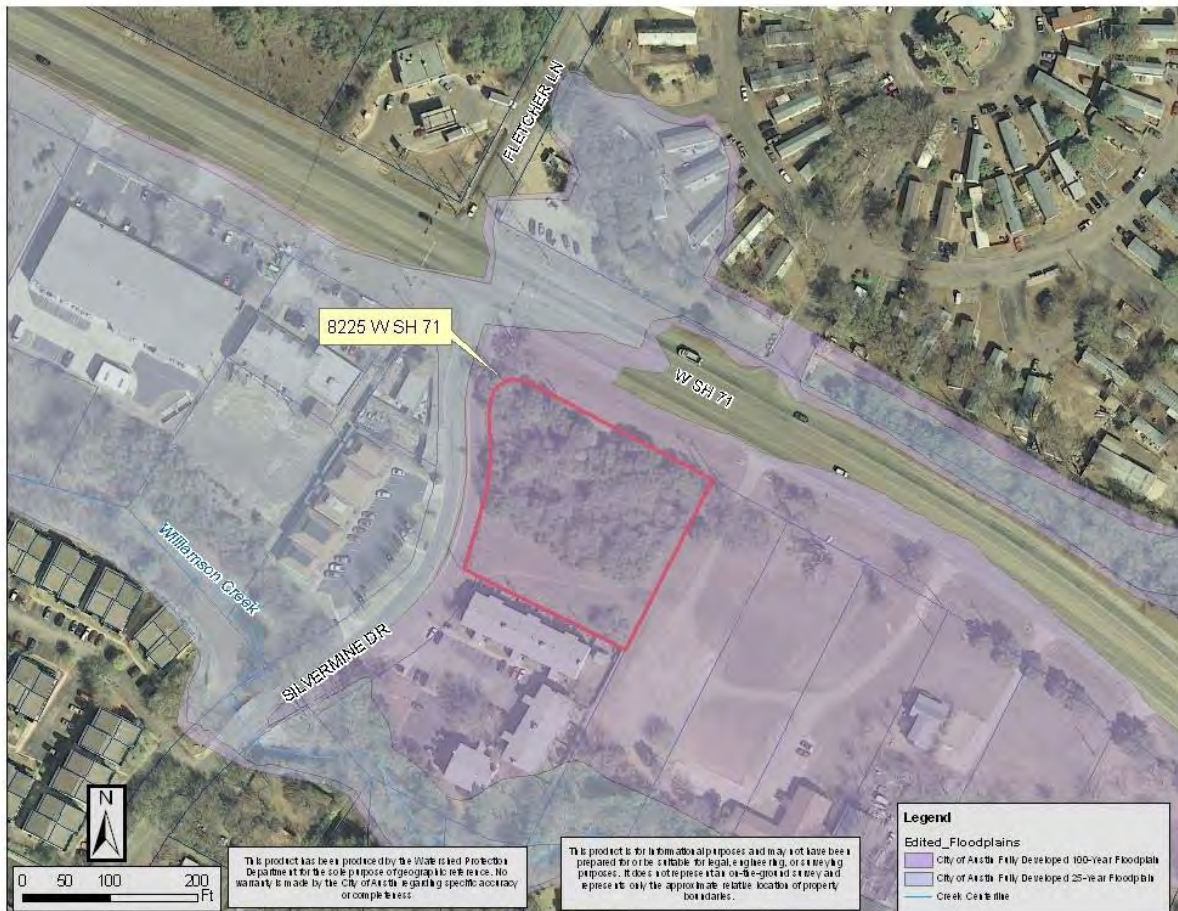 FLETCHER LN
8225 W SH 71
W SH 71
Williamson Creek
SILVERMINE DR
N
0 50 100 200
Ft
This product has been produced by the Watershed Protection
Department for the sole purpose of geographic reference. No
warranty is made by the City of Austin regarding specific accuracy
or completeness.
This product is for informational purposes and may not have been
prepared for or be suitable for legal, engineering, or surveying
purposes. It does not represent an on-the-ground survey and
represents only the approximate relative location of property
boundaries.
Legend
Edited_Floodplains
City of Austin Fully Developed 100-Year Floodplain
City of Austin Fully Developed 25-Year Floodplain
Creek Centerline